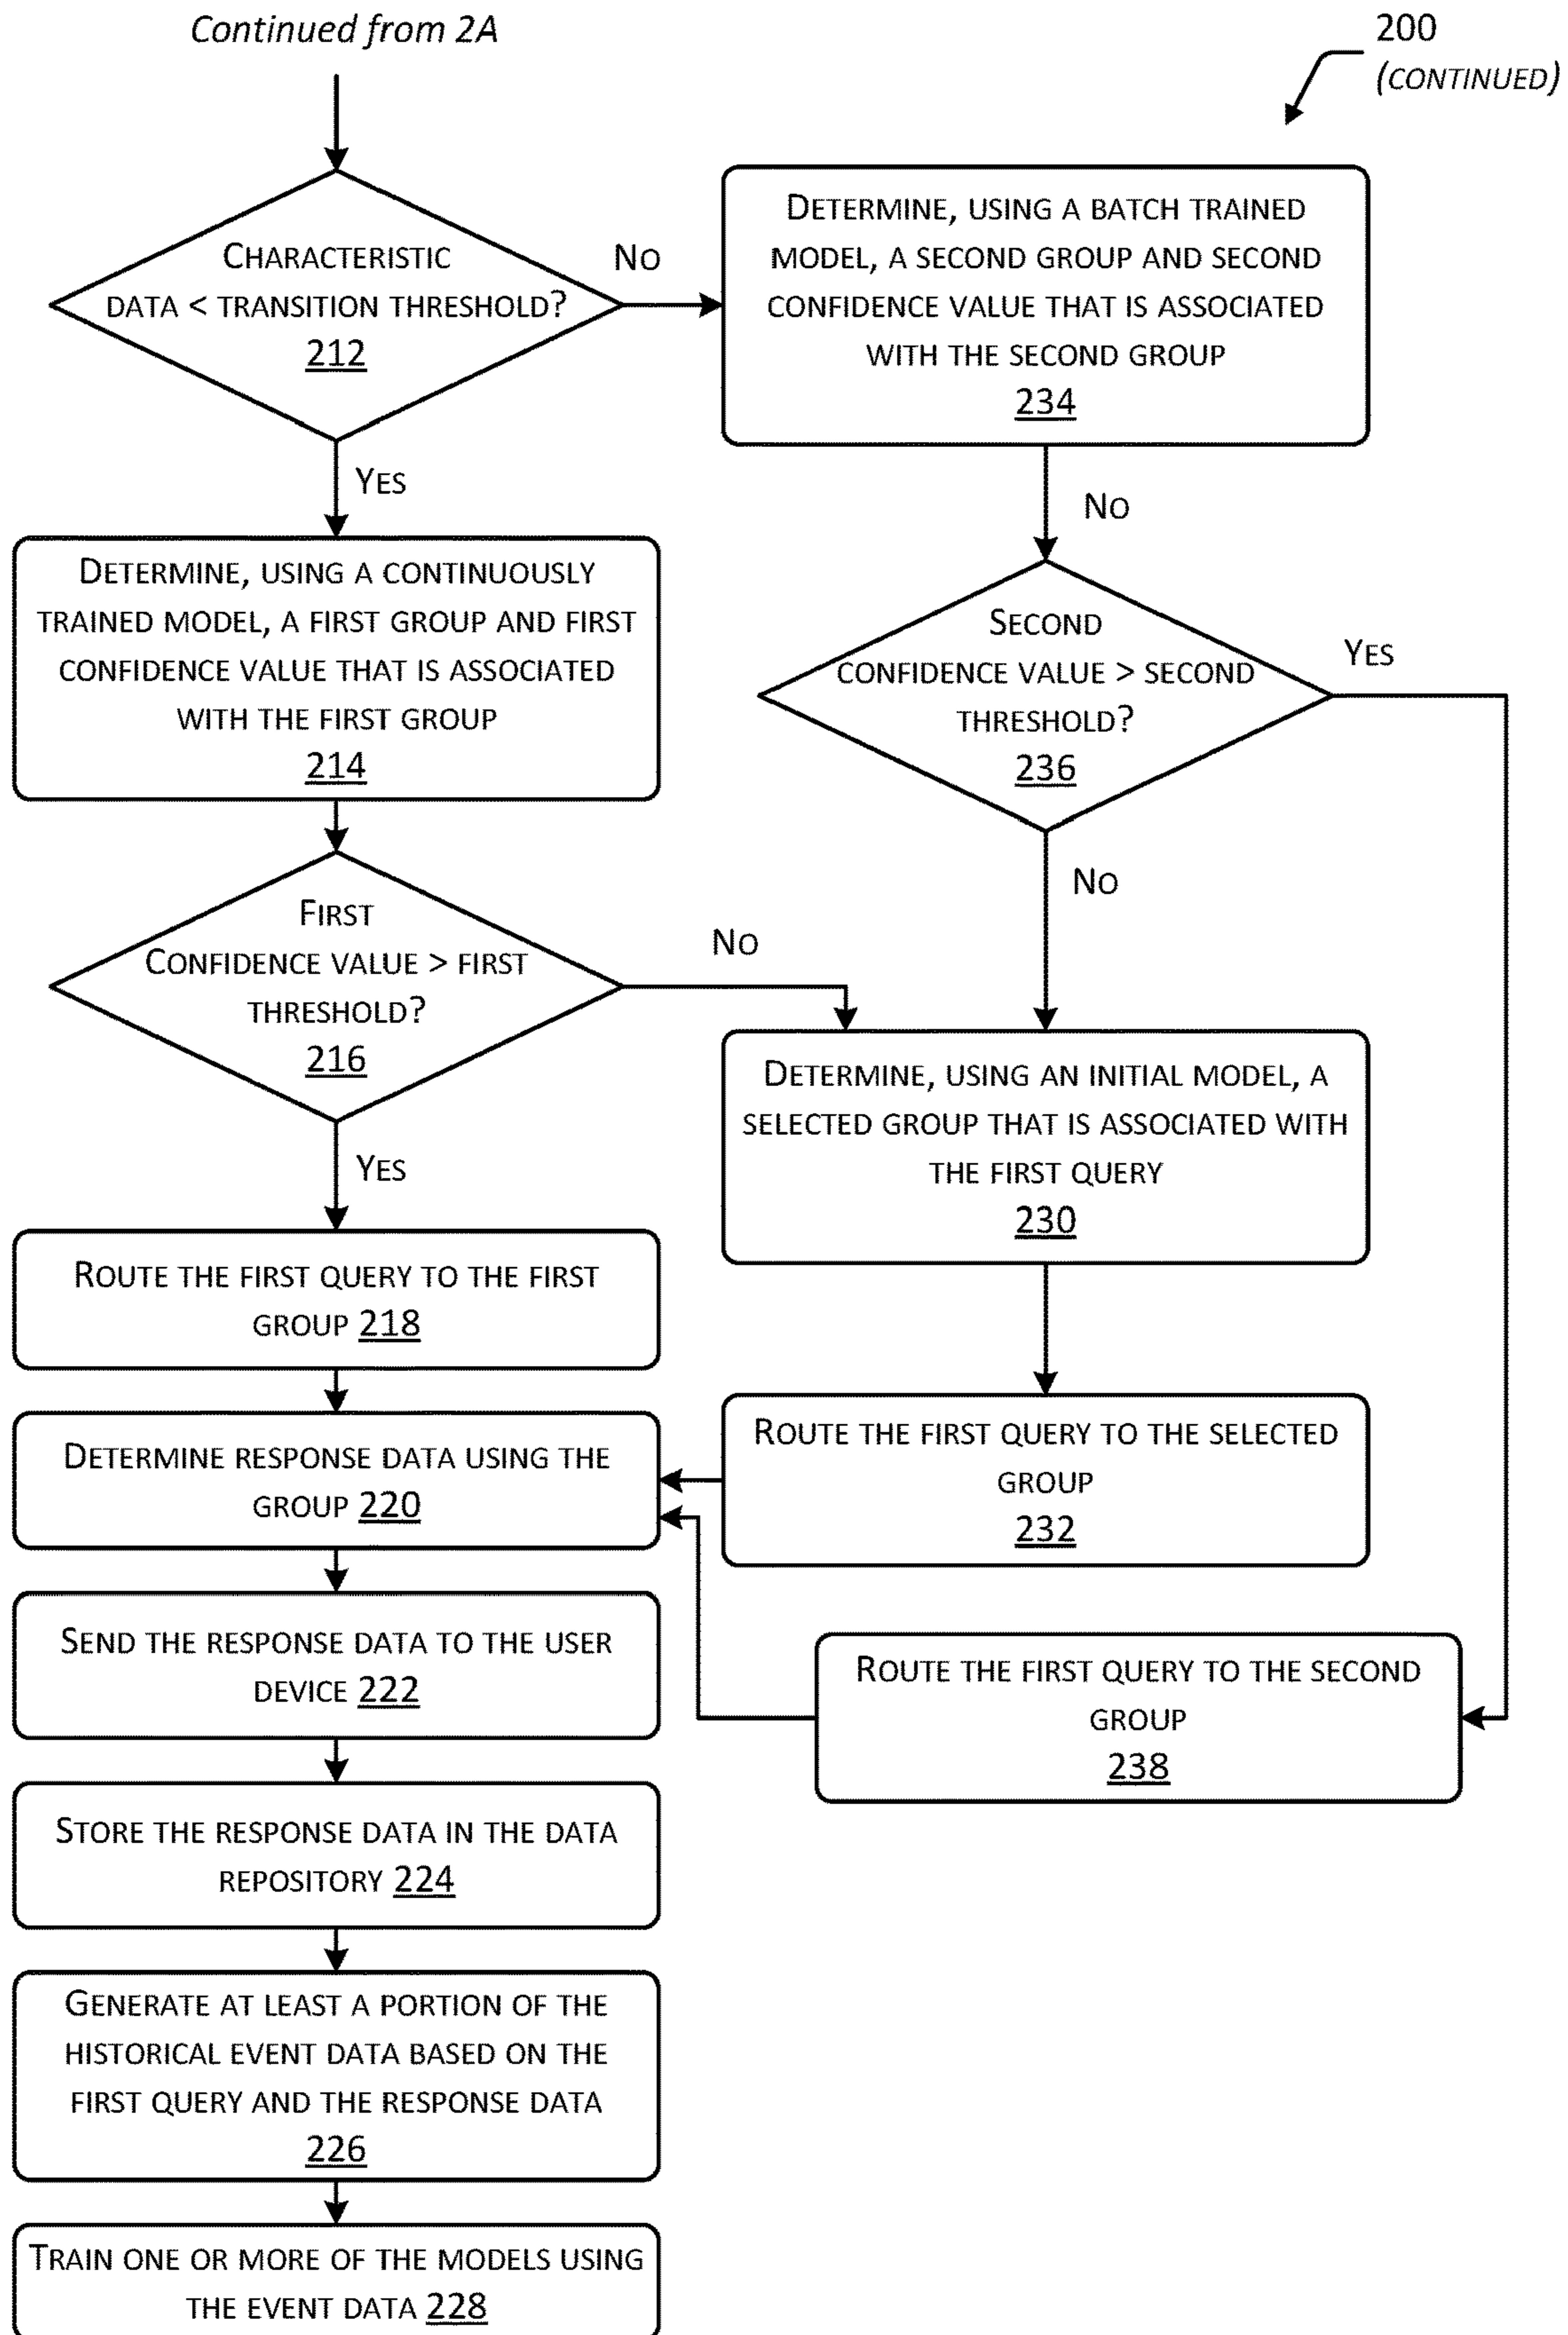 Continued from 2A
200
(CONTINUED)
CHARACTERISTIC
DATA < TRANSITION THRESHOLD?
212
NO
YES
DETERMINE, USING A BATCH TRAINED
MODEL, A SECOND GROUP AND SECOND
CONFIDENCE VALUE THAT IS ASSOCIATED
WITH THE SECOND GROUP
234
NO
DETERMINE, USING A CONTINUOUSLY
TRAINED MODEL, A FIRST GROUP AND FIRST
CONFIDENCE VALUE THAT IS ASSOCIATED
WITH THE FIRST GROUP
214
SECOND
CONFIDENCE VALUE > SECOND
THRESHOLD?
236
YES
NO
FIRST
CONFIDENCE VALUE > FIRST
THRESHOLD?
216
NO
YES
DETERMINE, USING AN INITIAL MODEL, A
SELECTED GROUP THAT IS ASSOCIATED WITH
THE FIRST QUERY
230
ROUTE THE FIRST QUERY TO THE FIRST
GROUP 218
DETERMINE RESPONSE DATA USING THE
GROUP 220
ROUTE THE FIRST QUERY TO THE SELECTED
GROUP
232
SEND THE RESPONSE DATA TO THE USER
DEVICE 222
ROUTE THE FIRST QUERY TO THE SECOND
GROUP
238
STORE THE RESPONSE DATA IN THE DATA
REPOSITORY 224
GENERATE AT LEAST A PORTION OF THE
HISTORICAL EVENT DATA BASED ON THE
FIRST QUERY AND THE RESPONSE DATA
226
TRAIN ONE OR MORE OF THE MODELS USING
THE EVENT DATA 228